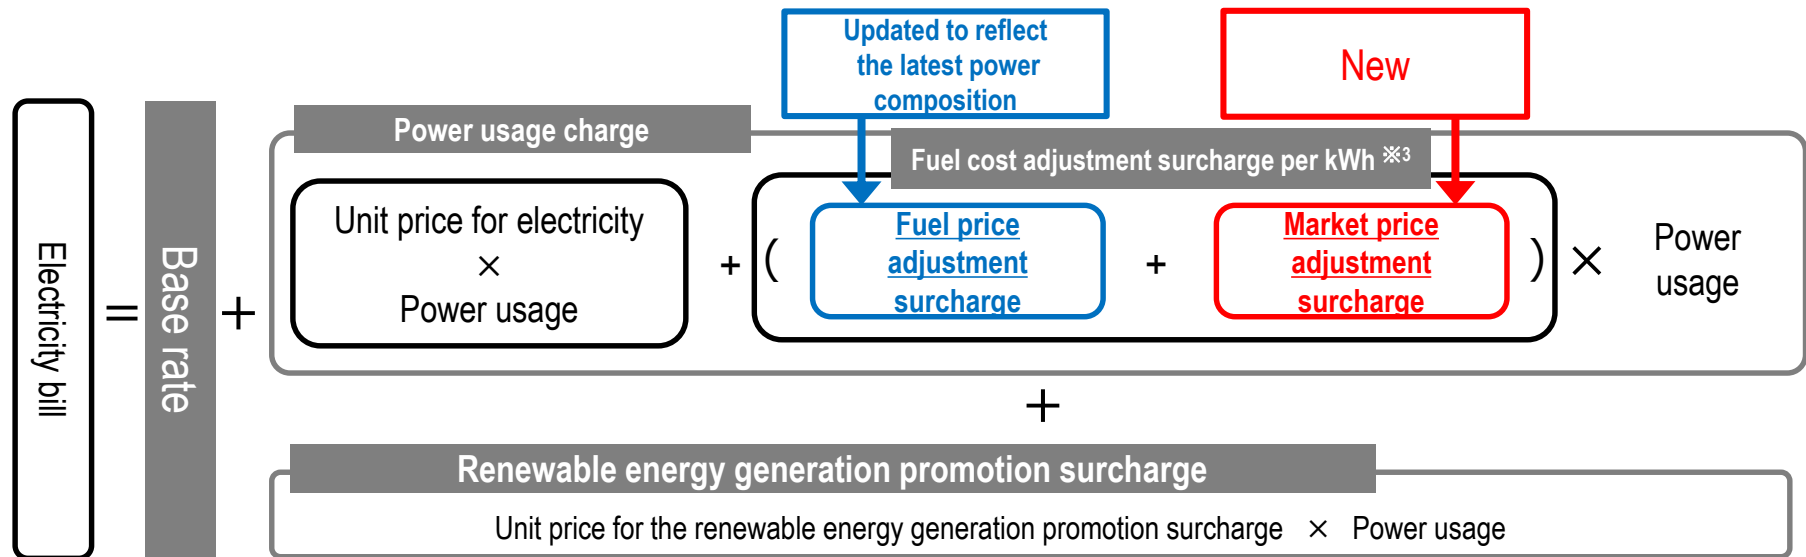 Updated to reflect
the latest power
composition
New
Power usage charge
Fuel cost adjustment surcharge per kWh ※3
Electricity bill
=
Base rate
+
Unit price for electricity
×
Power usage
+
(
Fuel price
adjustment
surcharge
+
Market price
adjustment
surcharge
)
×
Power
usage
+
Renewable energy generation promotion surcharge
Unit price for the renewable energy generation promotion surcharge × Power usage